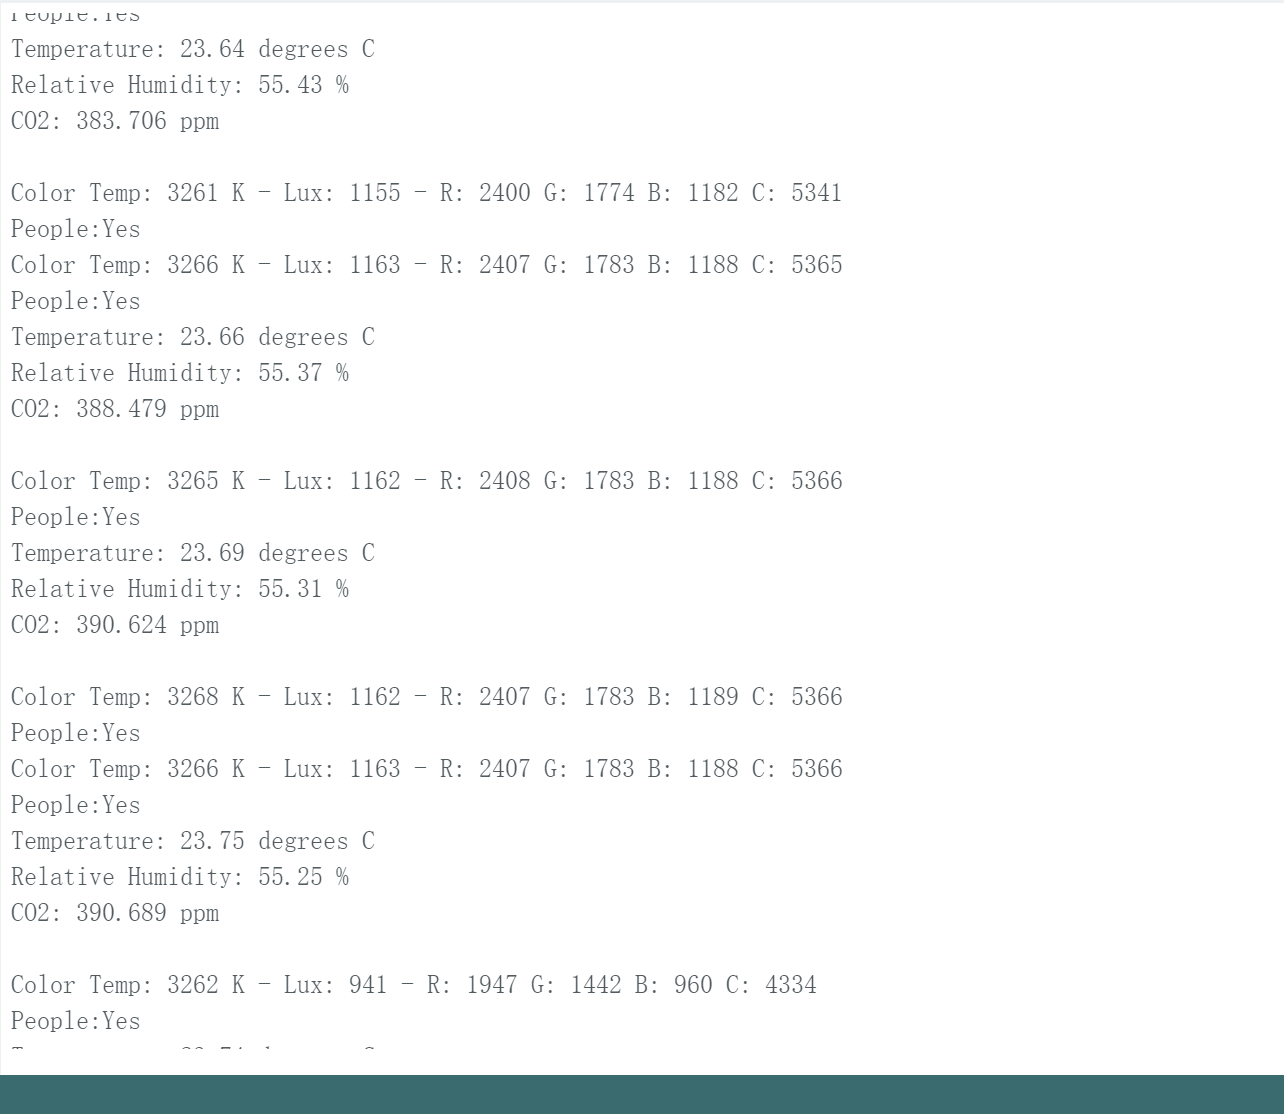 People:Yes
Temperature: 23.64 degrees C
Relative Humidity: 55.43 %
CO2: 383.706 ppm
Color Temp: 3261 K - Lux: 1155 - R: 2400 G: 1774 B: 1182 C: 5341
People:Yes
Color Temp: 3266 K - Lux: 1163 - R: 2407 G: 1783 B: 1188 C: 5365
People:Yes
Temperature: 23.66 degrees C
Relative Humidity: 55.37 %
CO2: 388.479 ppm
Color Temp: 3265 K - Lux: 1162 - R: 2408 G: 1783 B: 1188 C: 5366
People:Yes
Temperature: 23.69 degrees C
Relative Humidity: 55.31 %
CO2: 390.624 ppm
Color Temp: 3268 K - Lux: 1162 - R: 2407 G: 1783 B: 1189 C: 5366
People:Yes
Color Temp: 3266 K - Lux: 1163 - R: 2407 G: 1783 B: 1188 C: 5366
People:Yes
Temperature: 23.75 degrees C
Relative Humidity: 55.25 %
CO2: 390.689 ppm
Color Temp: 3262 K - Lux: 941 - R: 1947 G: 1442 B: 960 C: 4334
People:Yes